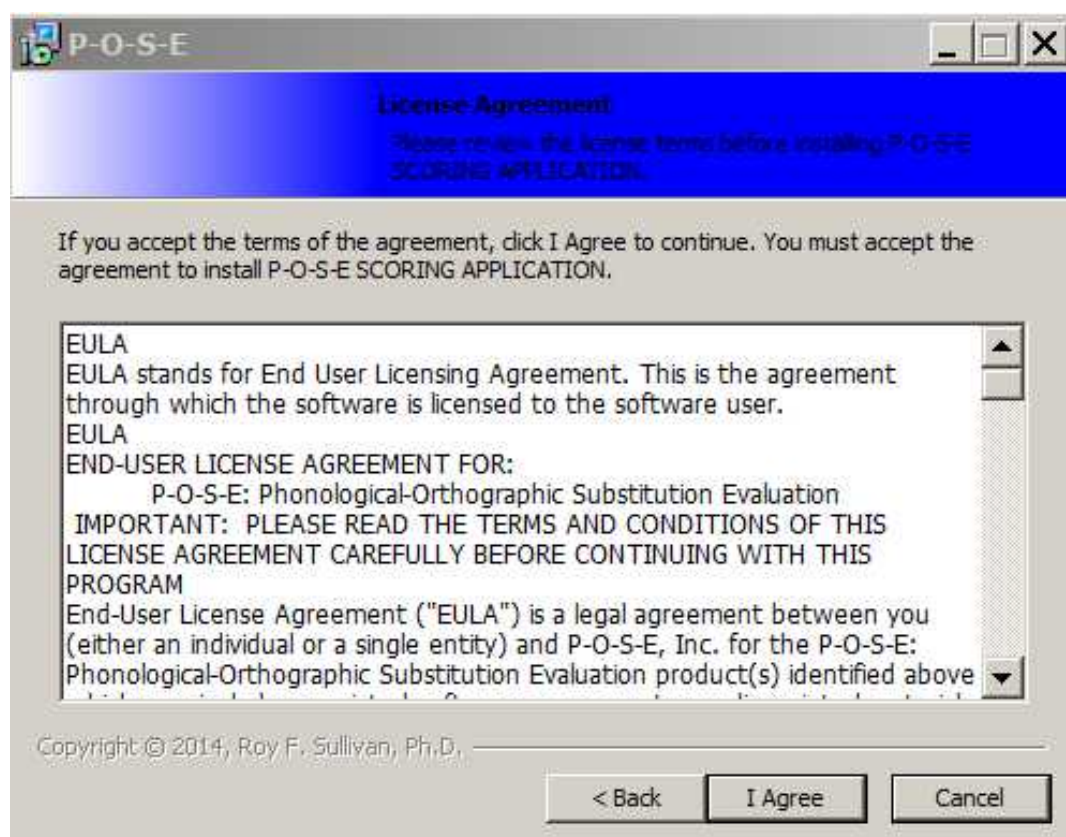 P-O-S-E
License Agreement
Please review the license terms before installing P-O-S-E
SCORING APPLICATION.
If you accept the terms of the agreement, click I Agree to continue. You must accept the
agreement to install P-O-S-E SCORING APPLICATION.
EULA
EULA stands for End User Licensing Agreement. This is the agreement
through which the software is licensed to the software user.
EULA
END-USER LICENSE AGREEMENT FOR:
P-O-S-E: Phonological-Orthographic Substitution Evaluation
IMPORTANT: PLEASE READ THE TERMS AND CONDITIONS OF THIS
LICENSE AGREEMENT CAREFULLY BEFORE CONTINUING WITH THIS
PROGRAM
End-User License Agreement ("EULA") is a legal agreement between you
(either an individual or a single entity) and P-O-S-E, Inc. for the P-O-S-E:
Phonological-Orthographic Substitution Evaluation product(s) identified above
Copyright © 2014, Roy F. Sullivan, Ph.D.
< Back
I Agree
Cancel